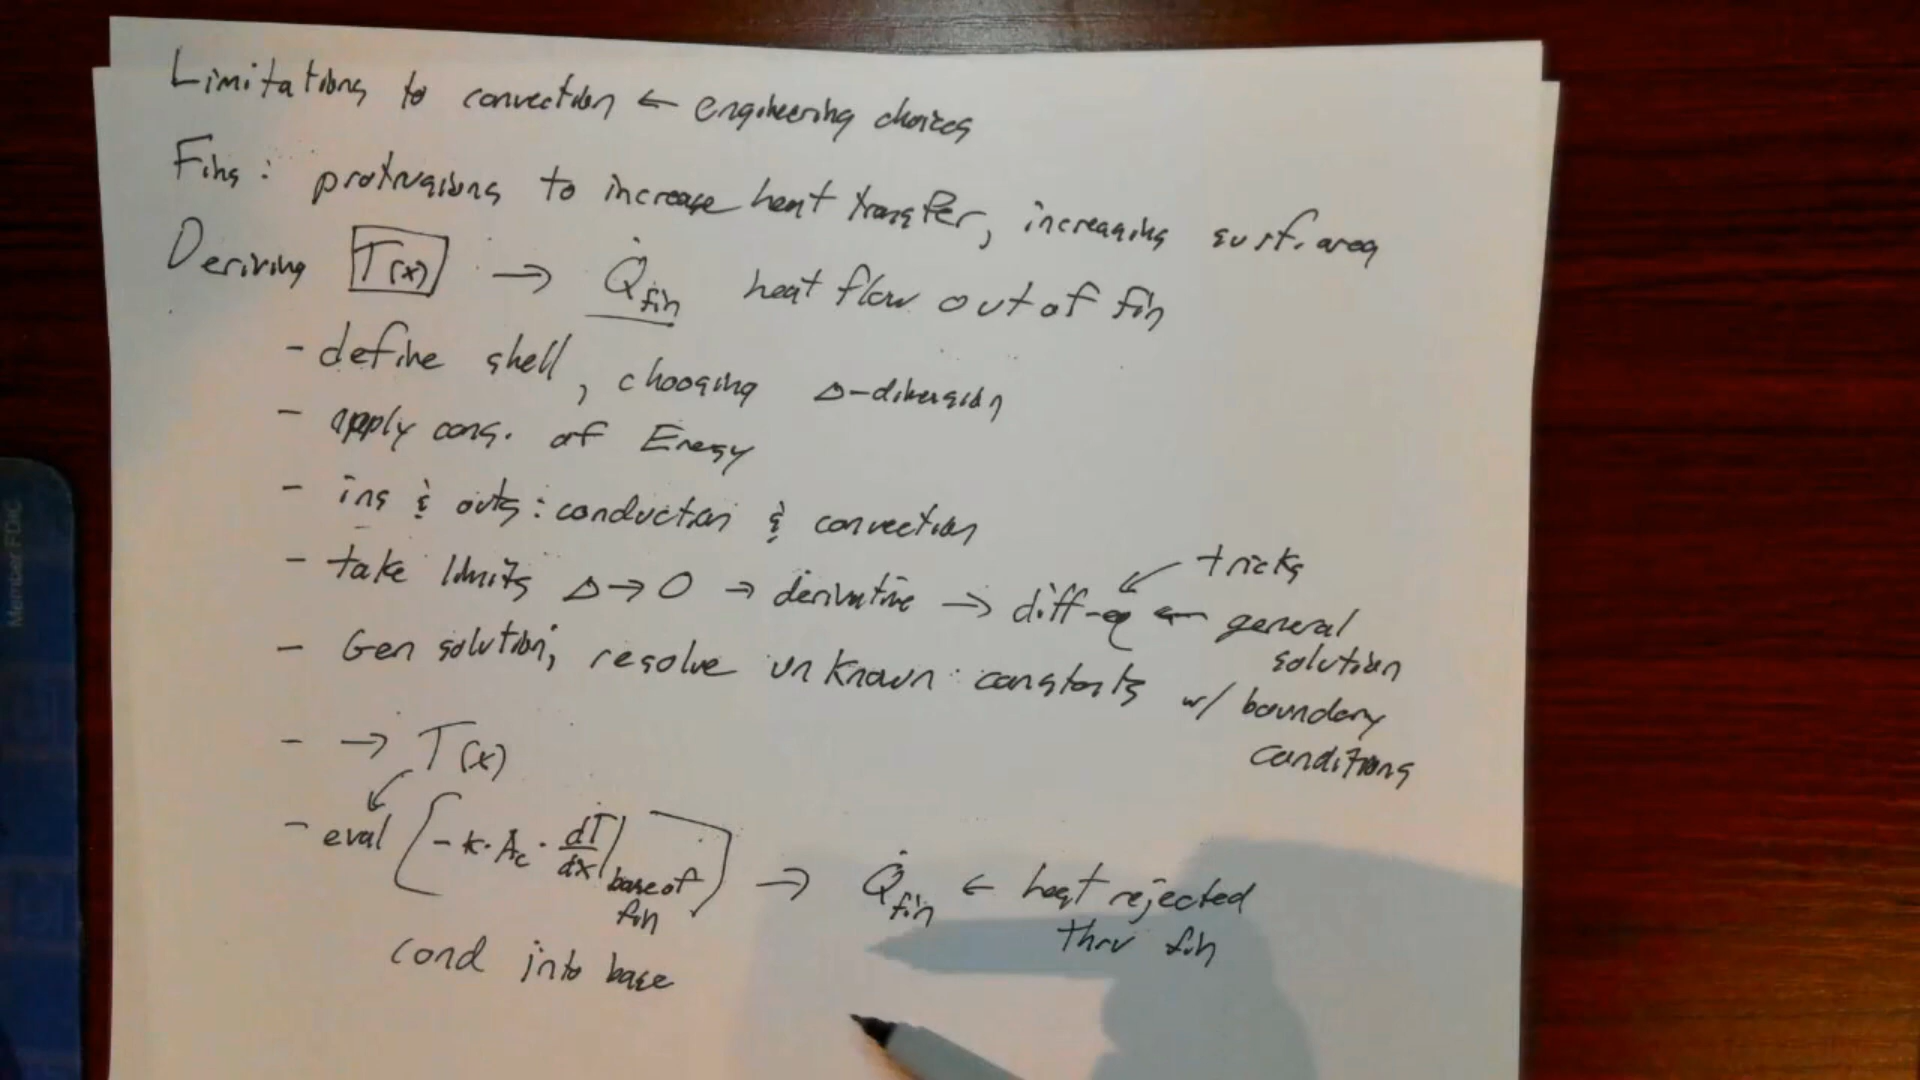 Limitations to convection ← engineering choices
Fins: protrusions to increase heat transfer, increasing surf. area
Deriving T(x) → Q̇fin heat flow out of fin
- define shell, choosing Δ-dimension
- apply cons. of Energy
- ins & outs: conduction & convection
- take limits Δ→0 → derivative → diff-eq ← tricks
← general solution
- Gen solution; resolve unknown constants w/ boundary conditions
- → T(x)
- eval (-k·Ac·dT/dx|base of fin) → Q̇fin ← heat rejected thru fin
cond into base
Member FDIC